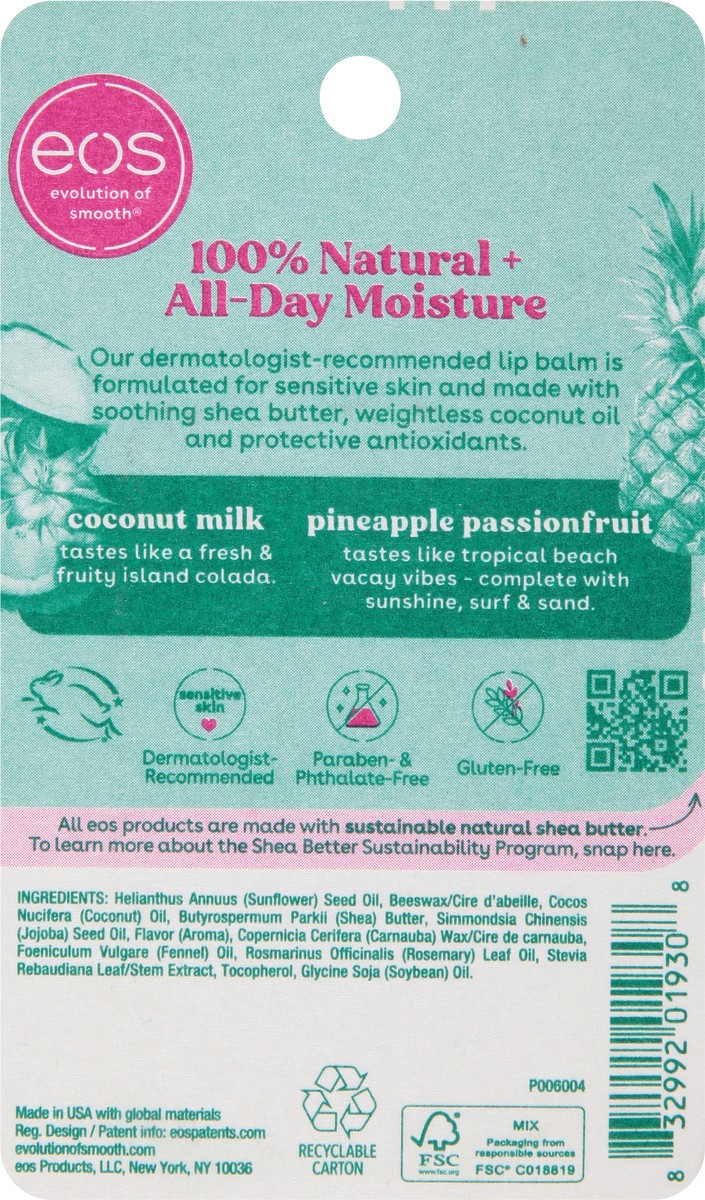 eos
evolution of
smooth®
100% Natural +
All-Day Moisture
Our dermatologist-recommended lip balm is
formulated for sensitive skin and made with
soothing shea butter, weightless coconut oil
and protective antioxidants.
coconut milk
tastes like a fresh &
fruity island colada.
pineapple passionfruit
tastes like tropical beach
vacay vibes - complete with
sunshine, surf & sand.
sensitive
skin
Dermatologist-
Recommended
Paraben- &
Phthalate-Free
Gluten-Free
All eos products are made with sustainable natural shea butter.
To learn more about the Shea Better Sustainability Program, snap here.
INGREDIENTS: Helianthus Annuus (Sunflower) Seed Oil, Beeswax/Cire d'abeille, Cocos
Nucifera (Coconut) Oil, Butyrospermum Parkii (Shea) Butter, Simmondsia Chinensis
(Jojoba) Seed Oil, Flavor (Aroma), Copernicia Cerifera (Carnauba) Wax/Cire de carnauba,
Foeniculum Vulgare (Fennel) Oil, Rosmarinus Officinalis (Rosemary) Leaf Oil, Stevia
Rebaudiana Leaf/Stem Extract, Tocopherol, Glycine Soja (Soybean) Oil.
8 32992 01930 8
Made in USA with global materials
Reg. Design / Patent info: eospatents.com
evolutionofsmooth.com
eos Products, LLC, New York, NY 10036
RECYCLABLE
CARTON
P006004
FSC
www.fsc.org
MIX
Packaging from
responsible sources
FSC® C018819